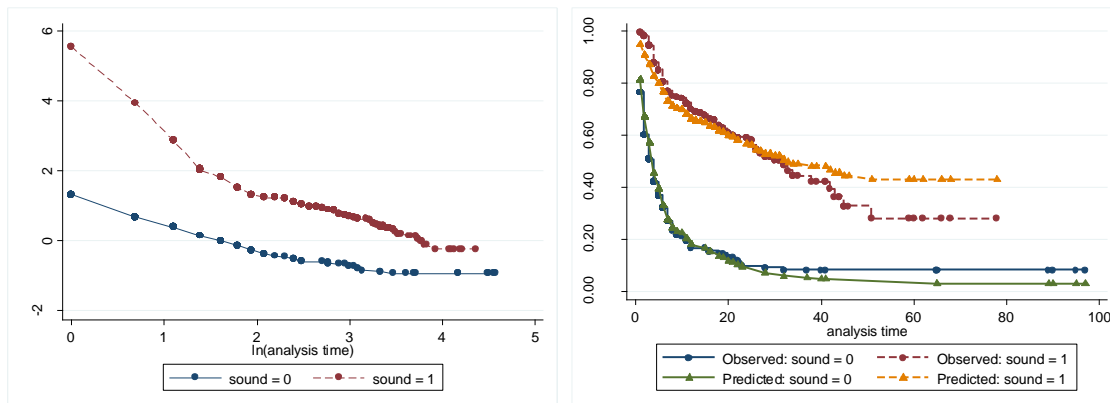 6
4
2
0
-2
0 1 2 3 4 5
ln(analysis time)
sound = 0 sound = 1
1.00
0.80
0.60
0.40
0.20
0.00
0 20 40 60 80 100
analysis time
Observed: sound = 0 Observed: sound = 1
Predicted: sound = 0 Predicted: sound = 1